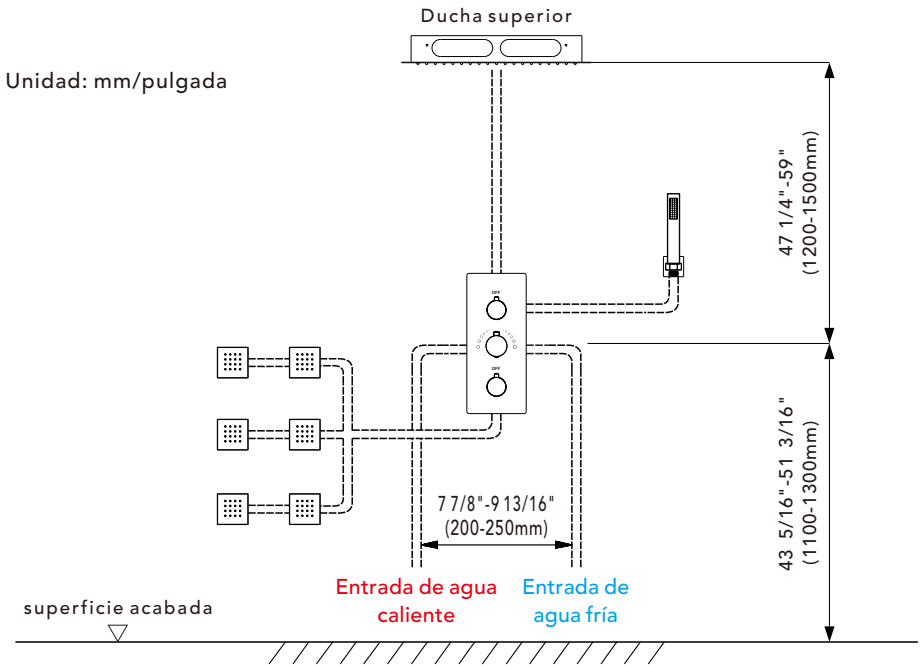 Ducha superior
Unidad: mm/pulgada
47 1/4"-59"
(1200-1500mm)
OFF
OFF
43 5/16"-51 3/16"
(1100-1300mm)
7 7/8"-9 13/16"
(200-250mm)
Entrada de agua
caliente
Entrada de
agua fría
superficie acabada